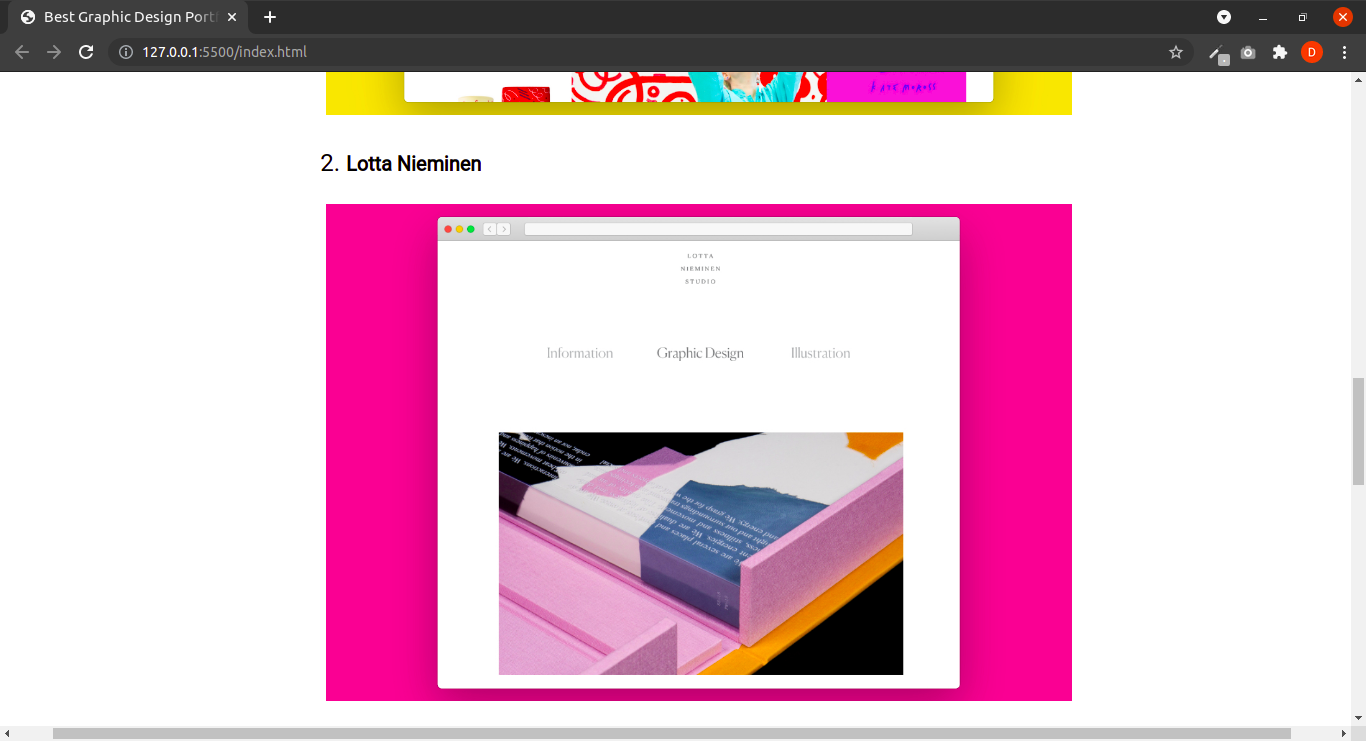 Best Graphic Design Portf
127.0.0.1:5500/index.html
D
2. Lotta Nieminen
LOTTA
NIEMINEN
STUDIO
Information Graphic Design Illustration